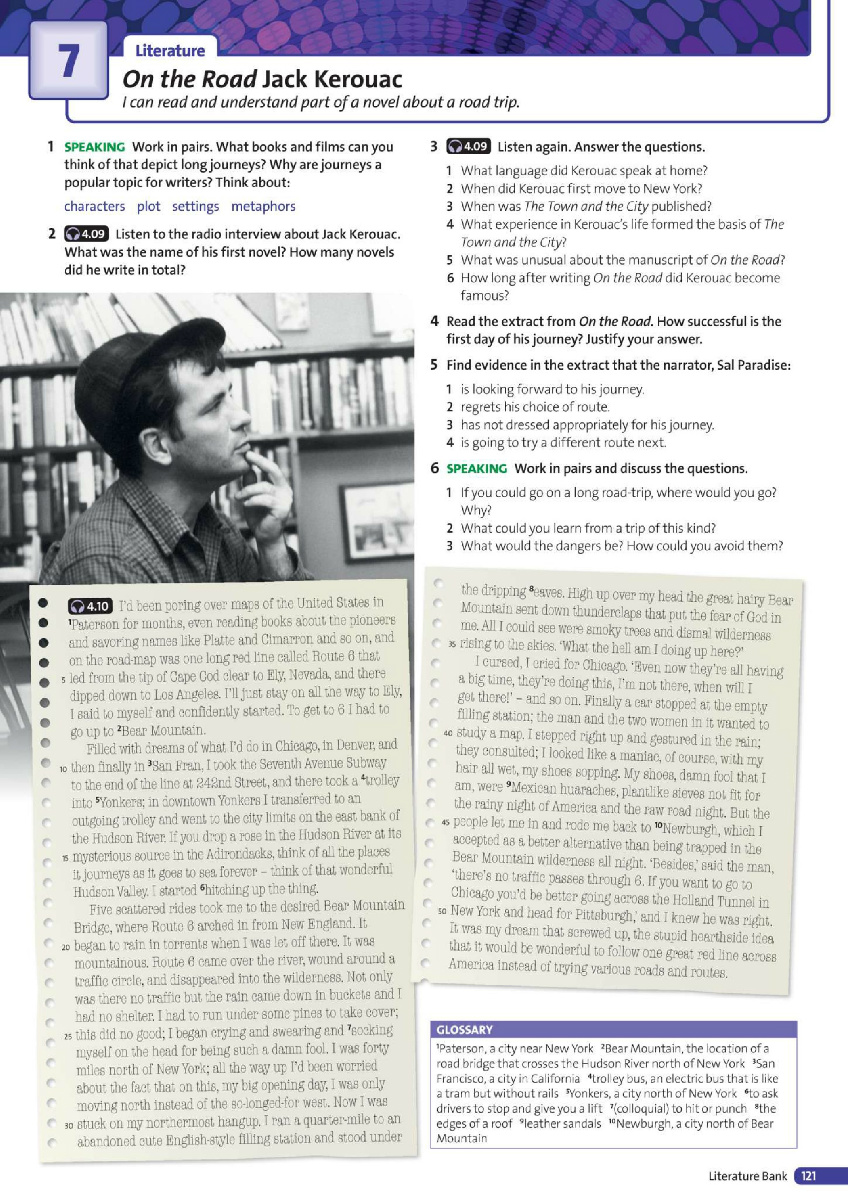 7
Literature
On the Road Jack Kerouac
I can read and understand part of a novel about a road trip.
1 SPEAKING Work in pairs. What books and films can you
think of that depict long journeys? Why are journeys a
popular topic for writers? Think about:
characters plot settings metaphors
2 4.09 Listen to the radio interview about Jack Kerouac.
What was the name of his first novel? How many novels
did he write in total?
3 4.09 Listen again. Answer the questions.
1 What language did Kerouac speak at home?
2 When did Kerouac first move to New York?
3 When was The Town and the City published?
4 What experience in Kerouac's life formed the basis of The
Town and the City?
5 What was unusual about the manuscript of On the Road?
6 How long after writing On the Road did Kerouac become
famous?
4 Read the extract from On the Road. How successful is the
first day of his journey? Justify your answer.
5 Find evidence in the extract that the narrator, Sal Paradise:
1 is looking forward to his journey.
2 regrets his choice of route.
3 has not dressed appropriately for his journey.
4 is going to try a different route next.
6 SPEAKING Work in pairs and discuss the questions.
1 If you could go on a long road-trip, where would you go?
Why?
2 What could you learn from a trip of this kind?
3 What would the dangers be? How could you avoid them?
4.10 I'd been poring over maps of the United States in
¹Paterson for months, even reading books about the pioneers
and savoring names like Platte and Cimarron and so on, and
on the road-map was one long red line called Route 6 that
5 led from the tip of Cape Cod clear to Ely, Nevada, and there
dipped down to Los Angeles. I'll just stay on all the way to Ely,
I said to myself and confidently started. To get to 6 I had to
go up to ²Bear Mountain.
Filled with dreams of what I'd do in Chicago, in Denver, and
10 then finally in ³San Fran, I took the Seventh Avenue Subway
to the end of the line at 242nd Street, and there took a ⁴trolley
into ⁵Yonkers; in downtown Yonkers I transferred to an
outgoing trolley and went to the city limits on the east bank of
the Hudson River. If you drop a rose in the Hudson River at its
15 mysterious source in the Adirondacks, think of all the places
it journeys as it goes to sea forever – think of that wonderful
Hudson Valley. I started ⁶hitching up the thing.
Five scattered rides took me to the desired Bear Mountain
Bridge, where Route 6 arched in from New England. It
20 began to rain in torrents when I was let off there. It was
mountainous. Route 6 came over the river, wound around a
traffic circle, and disappeared into the wilderness. Not only
was there no traffic but the rain came down in buckets and I
had no shelter. I had to run under some pines to take cover;
25 this did no good; I began crying and swearing and ⁷socking
myself on the head for being such a damn fool. I was forty
miles north of New York; all the way up I'd been worried
about the fact that on this, my big opening day, I was only
moving north instead of the so-longed-for west. Now I was
30 stuck on my northermost hangup. I ran a quarter-mile to an
abandoned cute English-style filling station and stood under
the dripping ⁸eaves. High up over my head the great hairy Bear
Mountain sent down thunderclaps that put the fear of God in
me. All I could see were smoky trees and dismal wilderness
35 rising to the skies. 'What the hell am I doing up here?'
I cursed, I cried for Chicago. 'Even now they're all having
a big time, they're doing this, I'm not there, when will I
get there!' – and so on. Finally a car stopped at the empty
filling station; the man and the two women in it wanted to
40 study a map. I stepped right up and gestured in the rain;
they consulted; I looked like a maniac, of course, with my
hair all wet, my shoes sopping. My shoes, damn fool that I
am, were ⁹Mexican huaraches, plantlike sieves not fit for
the rainy night of America and the raw road night. But the
45 people let me in and rode me back to ¹⁰Newburgh, which I
accepted as a better alternative than being trapped in the
Bear Mountain wilderness all night. 'Besides,' said the man,
'there's no traffic passes through 6. If you want to go to
Chicago you'd be better going across the Holland Tunnel in
50 New York and head for Pittsburgh,' and I knew he was right.
It was my dream that screwed up, the stupid hearthside idea
that it would be wonderful to follow one great red line across
America instead of trying various roads and routes.
GLOSSARY
¹Paterson, a city near New York ²Bear Mountain, the location of a
road bridge that crosses the Hudson River north of New York ³San
Francisco, a city in California ⁴trolley bus, an electric bus that is like
a tram but without rails ⁵Yonkers, a city north of New York ⁶to ask
drivers to stop and give you a lift ⁷(colloquial) to hit or punch ⁸the
edges of a roof ⁹leather sandals ¹⁰Newburgh, a city north of Bear
Mountain
Literature Bank 121